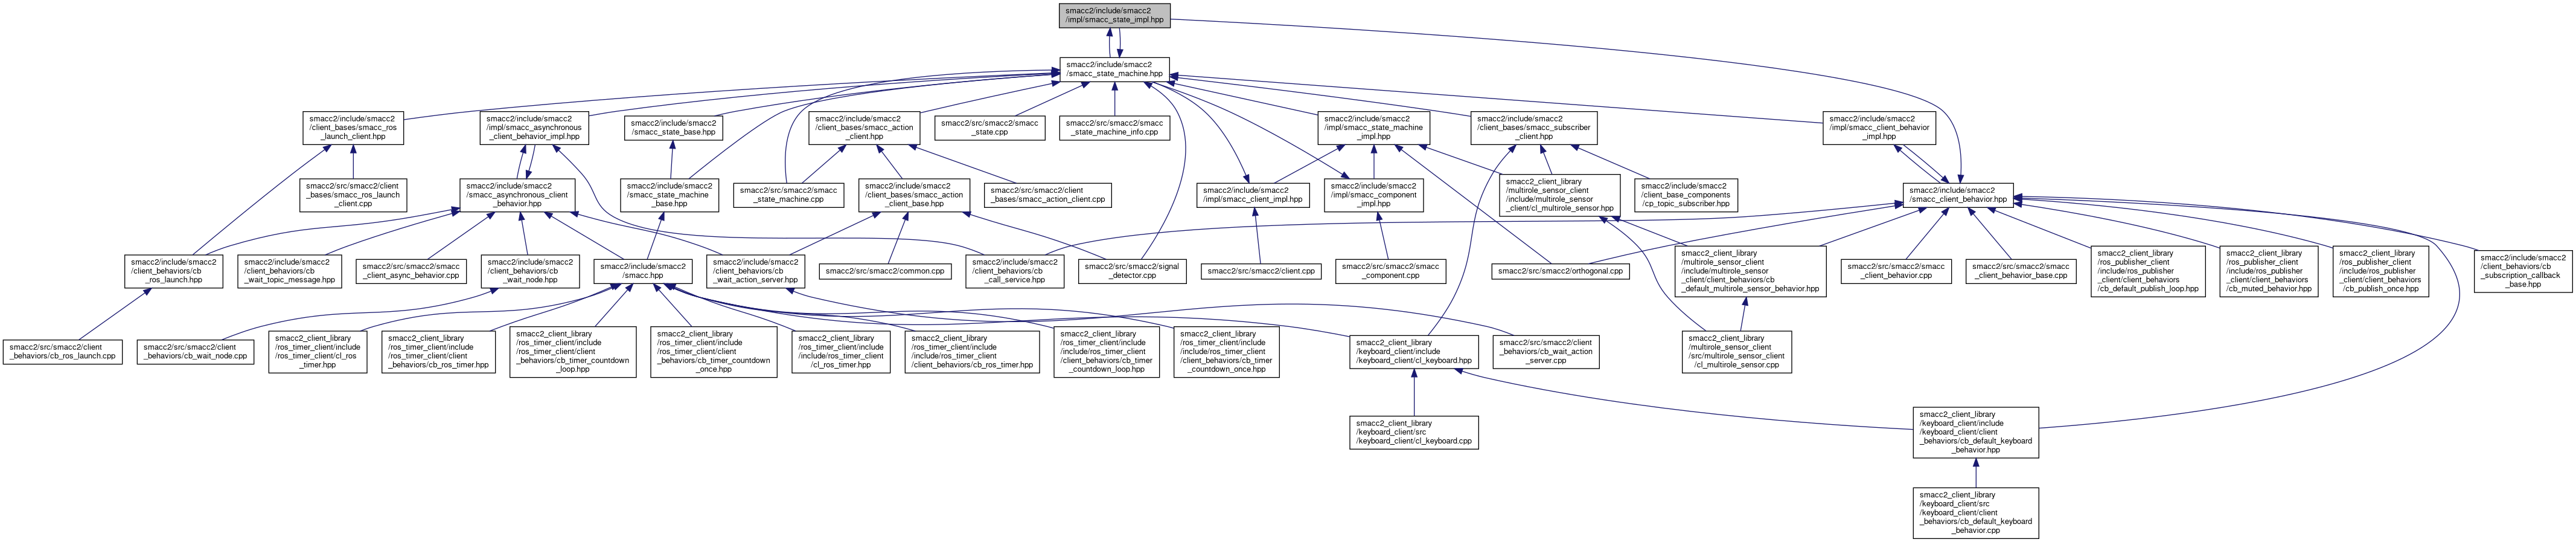 smacc2/include/smacc2
/impl/smacc_state_impl.hpp
smacc2/include/smacc2
/smacc_state_machine.hpp
smacc2/include/smacc2
/client_bases/smacc_ros
_launch_client.hpp
smacc2/include/smacc2
/impl/smacc_asynchronous
_client_behavior_impl.hpp
smacc2/include/smacc2
/smacc_state_base.hpp
smacc2/include/smacc2
/client_bases/smacc_action
_client.hpp
smacc2/src/smacc2/smacc
_state.cpp
smacc2/src/smacc2/smacc
_state_machine_info.cpp
smacc2/include/smacc2
/impl/smacc_state_machine
_impl.hpp
smacc2/include/smacc2
/client_bases/smacc_subscriber
_client.hpp
smacc2/include/smacc2
/impl/smacc_client_behavior
_impl.hpp
smacc2/src/smacc2/client
_bases/smacc_ros_launch
_client.cpp
smacc2/include/smacc2
/smacc_asynchronous_client
_behavior.hpp
smacc2/include/smacc2
/smacc_state_machine
_base.hpp
smacc2/src/smacc2/smacc
_state_machine.cpp
smacc2/include/smacc2
/client_bases/smacc_action
_client_base.hpp
smacc2/src/smacc2/client
_bases/smacc_action_client.cpp
smacc2/include/smacc2
/impl/smacc_client_impl.hpp
smacc2/include/smacc2
/impl/smacc_component
_impl.hpp
smacc2_client_library
/multirole_sensor_client
/include/multirole_sensor
_client/cl_multirole_sensor.hpp
smacc2/include/smacc2
/client_base_components
/cp_topic_subscriber.hpp
smacc2/include/smacc2
/smacc_client_behavior.hpp
smacc2/include/smacc2
/client_behaviors/cb
_ros_launch.hpp
smacc2/include/smacc2
/client_behaviors/cb
_wait_topic_message.hpp
smacc2/src/smacc2/smacc
_client_async_behavior.cpp
smacc2/include/smacc2
/client_behaviors/cb
_wait_node.hpp
smacc2/include/smacc2
/smacc.hpp
smacc2/include/smacc2
/client_behaviors/cb
_wait_action_server.hpp
smacc2/src/smacc2/common.cpp
smacc2/include/smacc2
/client_behaviors/cb
_call_service.hpp
smacc2/src/smacc2/signal
_detector.cpp
smacc2/src/smacc2/client.cpp
smacc2/src/smacc2/smacc
_component.cpp
smacc2/src/smacc2/orthogonal.cpp
smacc2_client_library
/multirole_sensor_client
/include/multirole_sensor
_client/client_behaviors/cb
_default_multirole_sensor_behavior.hpp
smacc2/src/smacc2/smacc
_client_behavior.cpp
smacc2/src/smacc2/smacc
_client_behavior_base.cpp
smacc2_client_library
/ros_publisher_client
/include/ros_publisher
_client/client_behaviors
/cb_default_publish_loop.hpp
smacc2_client_library
/ros_publisher_client
/include/ros_publisher
_client/client_behaviors
/cb_muted_behavior.hpp
smacc2_client_library
/ros_publisher_client
/include/ros_publisher
_client/client_behaviors
/cb_publish_once.hpp
smacc2/include/smacc2
/client_behaviors/cb
_subscription_callback
_base.hpp
smacc2/src/smacc2/client
_behaviors/cb_ros_launch.cpp
smacc2/src/smacc2/client
_behaviors/cb_wait_node.cpp
smacc2_client_library
/ros_timer_client/include
/ros_timer_client/cl_ros
_timer.hpp
smacc2_client_library
/ros_timer_client/include
/ros_timer_client/client
_behaviors/cb_ros_timer.hpp
smacc2_client_library
/ros_timer_client/include
/ros_timer_client/client
_behaviors/cb_timer_countdown
_loop.hpp
smacc2_client_library
/ros_timer_client/include
/ros_timer_client/client
_behaviors/cb_timer_countdown
_once.hpp
smacc2_client_library
/ros_timer_client/include
/include/ros_timer_client
/cl_ros_timer.hpp
smacc2_client_library
/ros_timer_client/include
/include/ros_timer_client
/client_behaviors/cb_ros_timer.hpp
smacc2_client_library
/ros_timer_client/include
/include/ros_timer_client
/client_behaviors/cb_timer
_countdown_loop.hpp
smacc2_client_library
/ros_timer_client/include
/include/ros_timer_client
/client_behaviors/cb_timer
_countdown_once.hpp
smacc2_client_library
/keyboard_client/include
/keyboard_client/cl_keyboard.hpp
smacc2/src/smacc2/client
_behaviors/cb_wait_action
_server.cpp
smacc2_client_library
/multirole_sensor_client
/src/multirole_sensor_client
/cl_multirole_sensor.cpp
smacc2_client_library
/keyboard_client/src
/keyboard_client/cl_keyboard.cpp
smacc2_client_library
/keyboard_client/include
/keyboard_client/client
_behaviors/cb_default_keyboard
_behavior.hpp
smacc2_client_library
/keyboard_client/src
/keyboard_client/client
_behaviors/cb_default_keyboard
_behavior.cpp